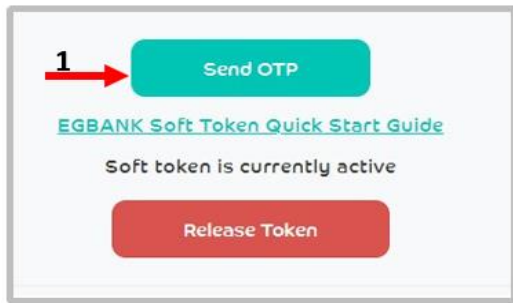 1
Send OTP
EGBANK Soft Token Quick Start Guide
Soft token is currently active
Release Token